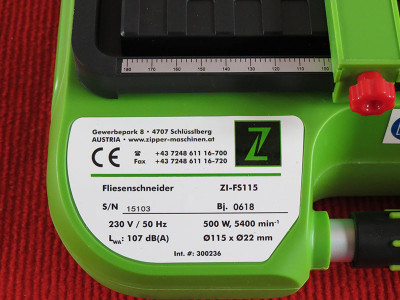 180 170 160 150 140 130 120 110 100
Gewerbepark 8 • 4707 Schlüsslberg
AUSTRIA • www.zipper-maschinen.at
CE
☎ +43 7248 611 16-700
Fax +43 7248 611 16-720
Z
Fliesenschneider ZI-FS115
S/N 15103 Bj. 0618
230 V / 50 Hz 500 W, 5400 min⁻¹
LWA: 107 dB(A) Ø115 x Ø22 mm
Int. #: 300236